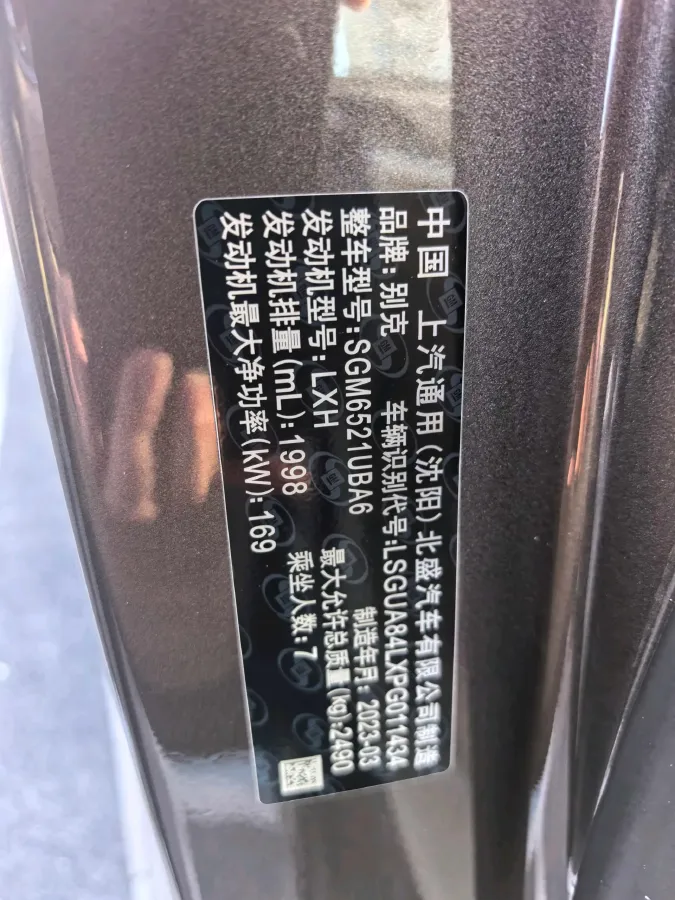 中国 上汽通用(沈阳)北盛汽车有限公司制造
品牌:别克 车辆识别代号:LSGUA84LXPG011434
整车型号:SGM6521UBA6 制造年月:2023-03
发动机型号:LXH 最大允许总质量(kg):2490
发动机排量(mL):1998 乘坐人数:7
发动机最大净功率(kW):169